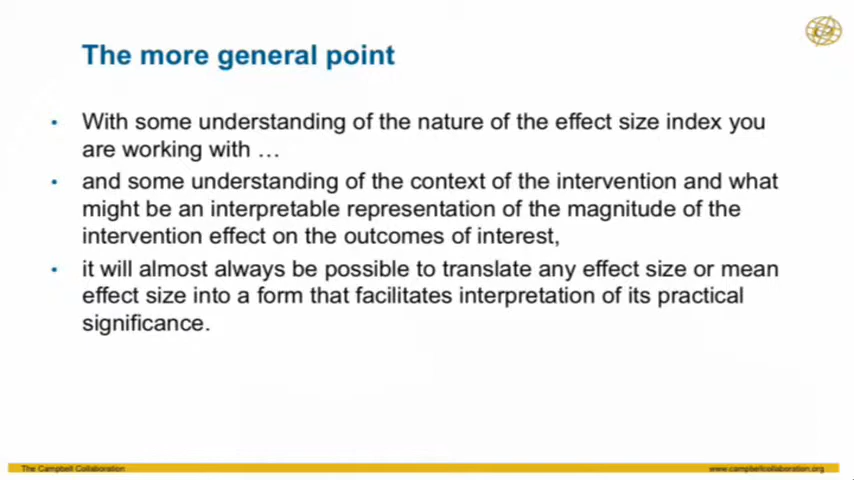 The more general point
• With some understanding of the nature of the effect size index you
are working with …
• and some understanding of the context of the intervention and what
might be an interpretable representation of the magnitude of the
intervention effect on the outcomes of interest,
• it will almost always be possible to translate any effect size or mean
effect size into a form that facilitates interpretation of its practical
significance.
The Campbell Collaboration
www.campbellcollaboration.org